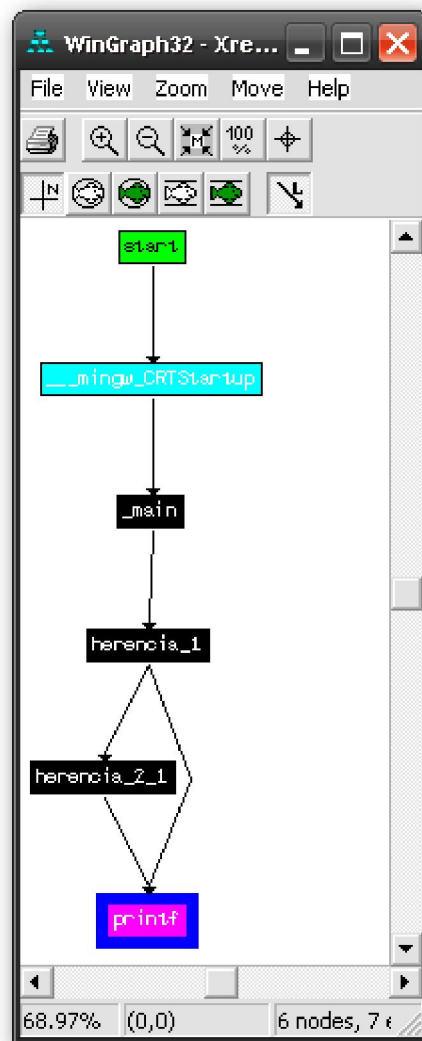 WinGraph32 - Xre...
File View Zoom Move Help
100
%
N
start
___mingw_CRTStartup
_main
herencia_1
herencia_2_1
printf
68.97% (0,0) 6 nodes, 7 e